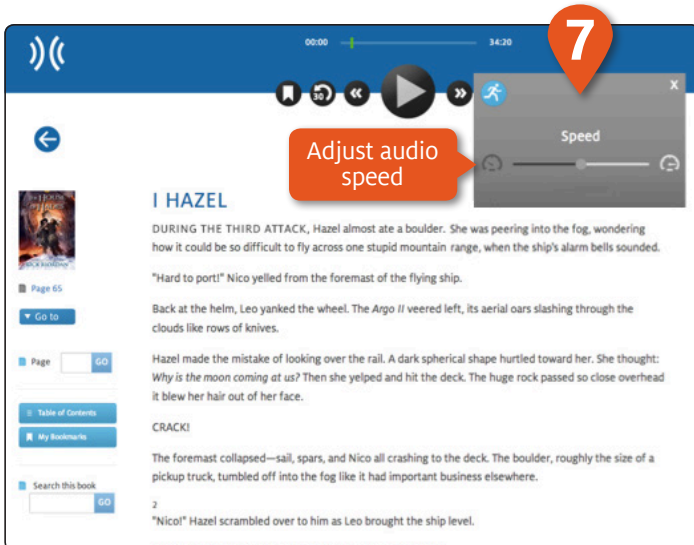 7
00:00
34:20
30
x
Speed
Adjust audio
speed
THE HOUSE
OF HADES
Page 65
Go to
Page
GO
Table of Contents
My Bookmarks
Search this book
GO
I HAZEL
DURING THE THIRD ATTACK, Hazel almost ate a boulder. She was peering into the fog, wondering
how it could be so difficult to fly across one stupid mountain range, when the ship's alarm bells sounded.
"Hard to port!" Nico yelled from the foremast of the flying ship.
Back at the helm, Leo yanked the wheel. The Argo II veered left, its aerial oars slashing through the
clouds like rows of knives.
Hazel made the mistake of looking over the rail. A dark spherical shape hurtled toward her. She thought:
Why is the moon coming at us? Then she yelped and hit the deck. The huge rock passed so close overhead
it blew her hair out of her face.
CRACK!
The foremast collapsed—sail, spars, and Nico all crashing to the deck. The boulder, roughly the size of a
pickup truck, tumbled off into the fog like it had important business elsewhere.
2
"Nico!" Hazel scrambled over to him as Leo brought the ship level.